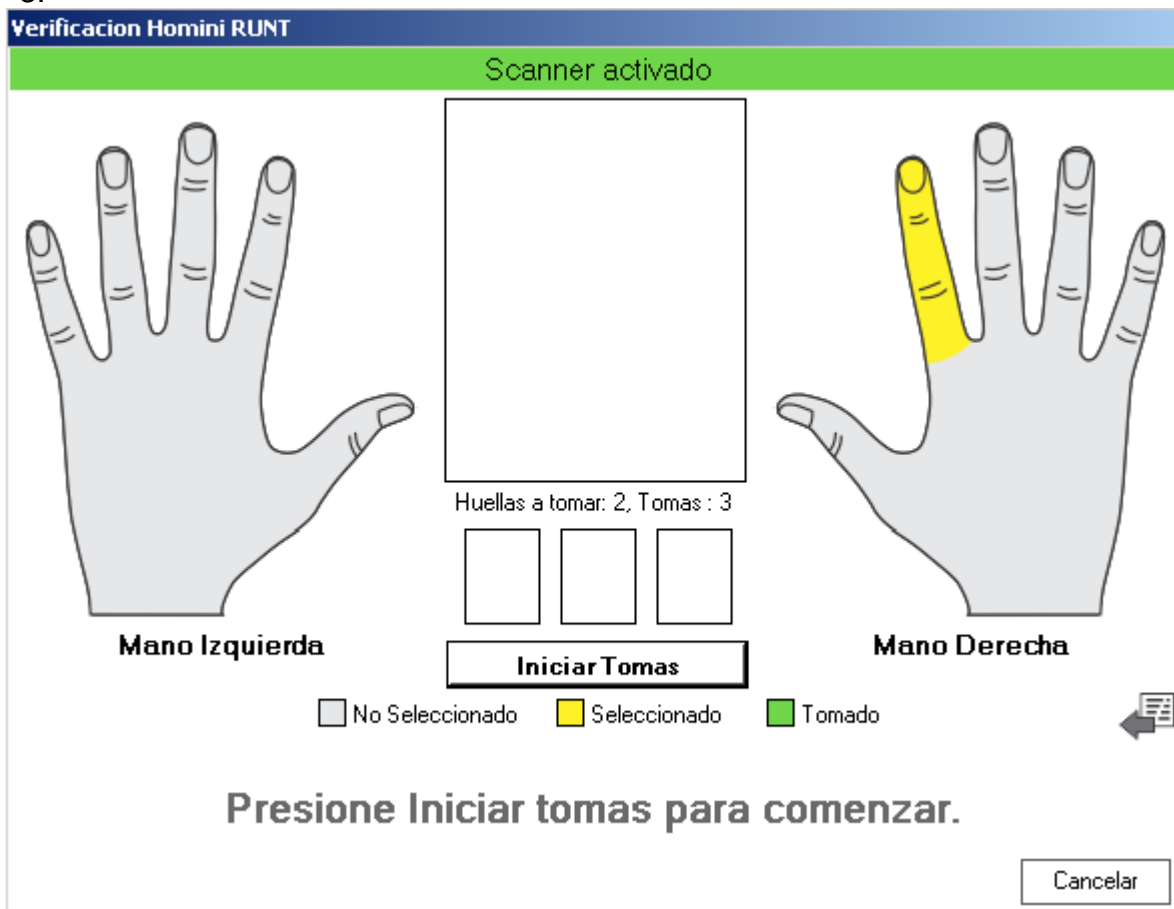 Verificacion Homini RUNT
Scanner activado
Huellas a tomar: 2, Tomas : 3
Mano Izquierda
Mano Derecha
Iniciar Tomas
No Seleccionado
Seleccionado
Tomado
Presione Iniciar tomas para comenzar.
Cancelar